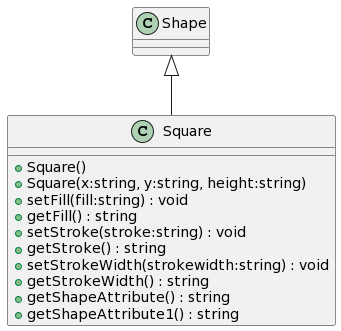 C Shape
C Square
Square()
Square(x:string, y:string, height:string)
setFill(fill:string) : void
getFill() : string
setStroke(stroke:string) : void
getStroke() : string
setStrokeWidth(strokewidth:string) : void
getStrokeWidth() : string
getShapeAttribute() : string
getShapeAttribute1() : string